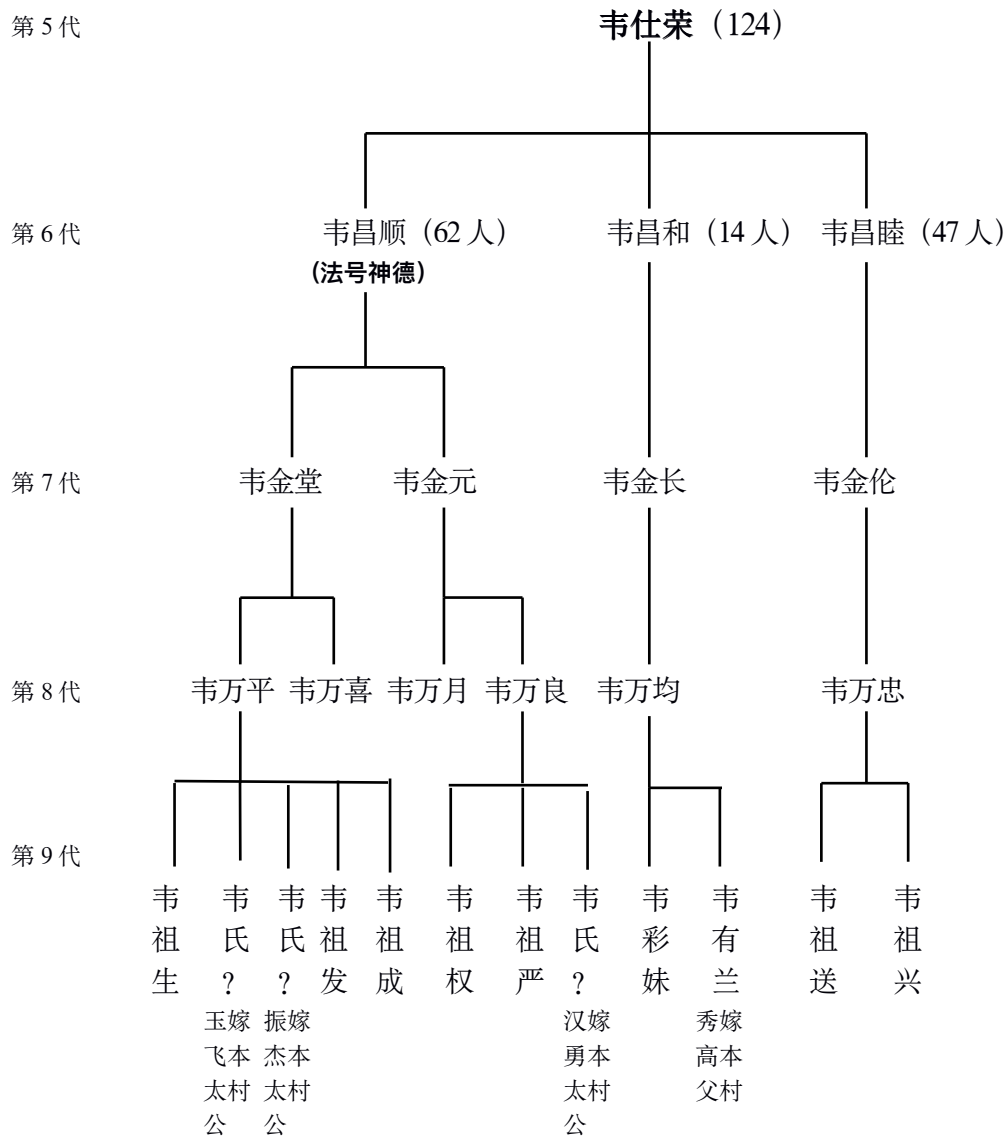 第 5 代 韦仕荣（124）
第 6 代 韦昌顺（62 人） 韦昌和（14 人） 韦昌睦（47 人）
(法号神德)
第 7 代 韦金堂 韦金元 韦金长 韦金伦
第 8 代 韦万平 韦万喜 韦万月 韦万良 韦万均 韦万忠
第 9 代
韦祖生
韦氏？
嫁本村
玉飞太公
韦氏？
嫁本村
振杰太公
韦祖发
韦祖成
韦祖权
韦祖严
韦氏？
嫁本村
汉勇太公
韦彩妹
韦有兰
嫁本村
秀高父
韦祖送
韦祖兴